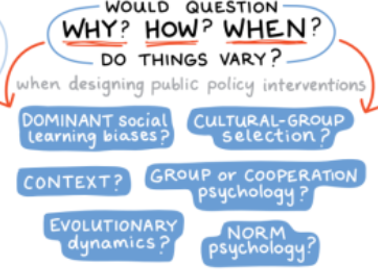 WOULD QUESTION
WHY? HOW? WHEN?
DO THINGS VARY?
when designing public policy interventions
DOMINANT social
learning biases?
CULTURAL-GROUP
selection?
CONTEXT?
GROUP or COOPERATION
psychology?
EVOLUTIONARY
dynamics?
NORM
psychology?